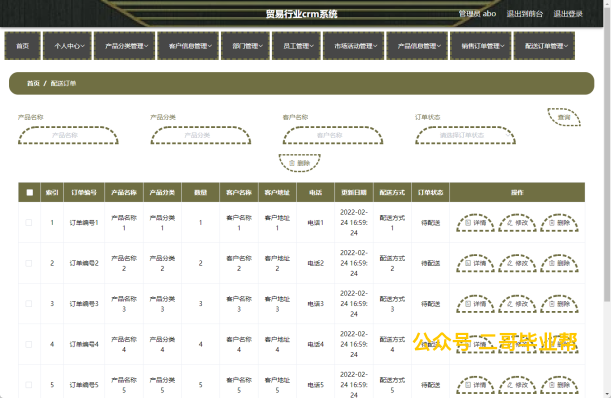 贸易行业crm系统
管理员 abo 退出到前台 退出登录
首页 个人中心 产品分类管理 客户信息管理 部门管理 员工管理 市场活动管理 产品信息管理 销售订单管理 配送订单管理
首页 / 配送订单
产品名称 产品分类 客户名称 订单状态
产品名称 产品分类 客户名称 请选择订单状态 查询
删除
索引 订单编号 产品名称 产品分类 数量 客户名称 客户地址 电话 更新日期 配送方式 订单状态 操作
1 订单编号1 产品名称1 产品分类1 1 客户名称1 客户地址1 电话1 2022-02-24 16:59:24 配送方式1 待配送 详情 修改 删除
2 订单编号2 产品名称2 产品分类2 2 客户名称2 客户地址2 电话2 2022-02-24 16:59:24 配送方式2 待配送 详情 修改 删除
3 订单编号3 产品名称3 产品分类3 3 客户名称3 客户地址3 电话3 2022-02-24 16:59:24 配送方式3 待配送 详情 修改 删除
4 订单编号4 产品名称4 产品分类4 4 客户名称4 客户地址4 电话4 2022-02-24 16:59:24 配送方式4
公众号 二哥毕业帮
5 订单编号5 产品名称5 产品分类5 5 客户名称5 客户地址5 电话5 2022-02-24 16:59:24 配送方式5 待配送 详情 修改 删除